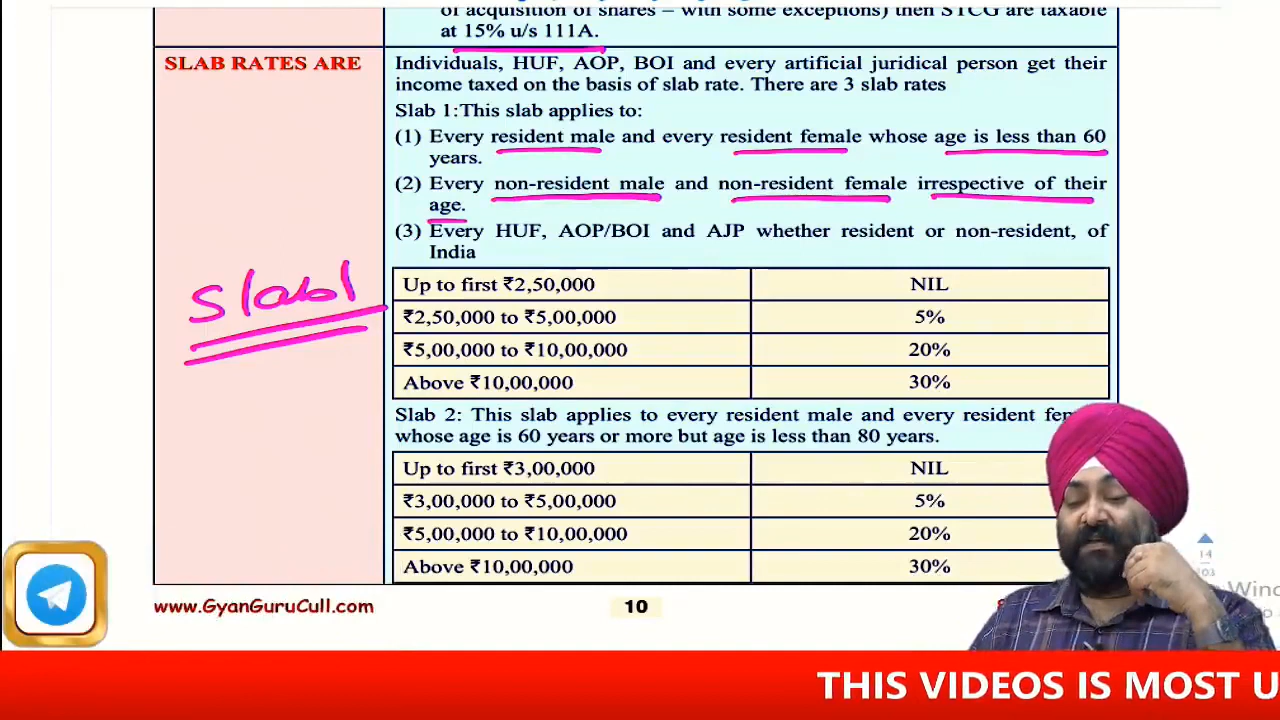 of acquisition of shares – with some exceptions) then STCG are taxable
at 15% u/s 111A.
SLAB RATES ARE
Individuals, HUF, AOP, BOI and every artificial juridical person get their
income taxed on the basis of slab rate. There are 3 slab rates
Slab 1:This slab applies to:
(1) Every resident male and every resident female whose age is less than 60
years.
(2) Every non-resident male and non-resident female irrespective of their
age.
(3) Every HUF, AOP/BOI and AJP whether resident or non-resident, of
India
Slab
Up to first ₹2,50,000 NIL
₹2,50,000 to ₹5,00,000 5%
₹5,00,000 to ₹10,00,000 20%
Above ₹10,00,000 30%
Slab 2: This slab applies to every resident male and every resident
whose age is 60 years or more but age is less than 80 years.
Up to first ₹3,00,000 NIL
₹3,00,000 to ₹5,00,000 5%
₹5,00,000 to ₹10,00,000 20%
Above ₹10,00,000 30%
www.GyanGuruCull.com 10
14
THIS VIDEOS IS MOST U